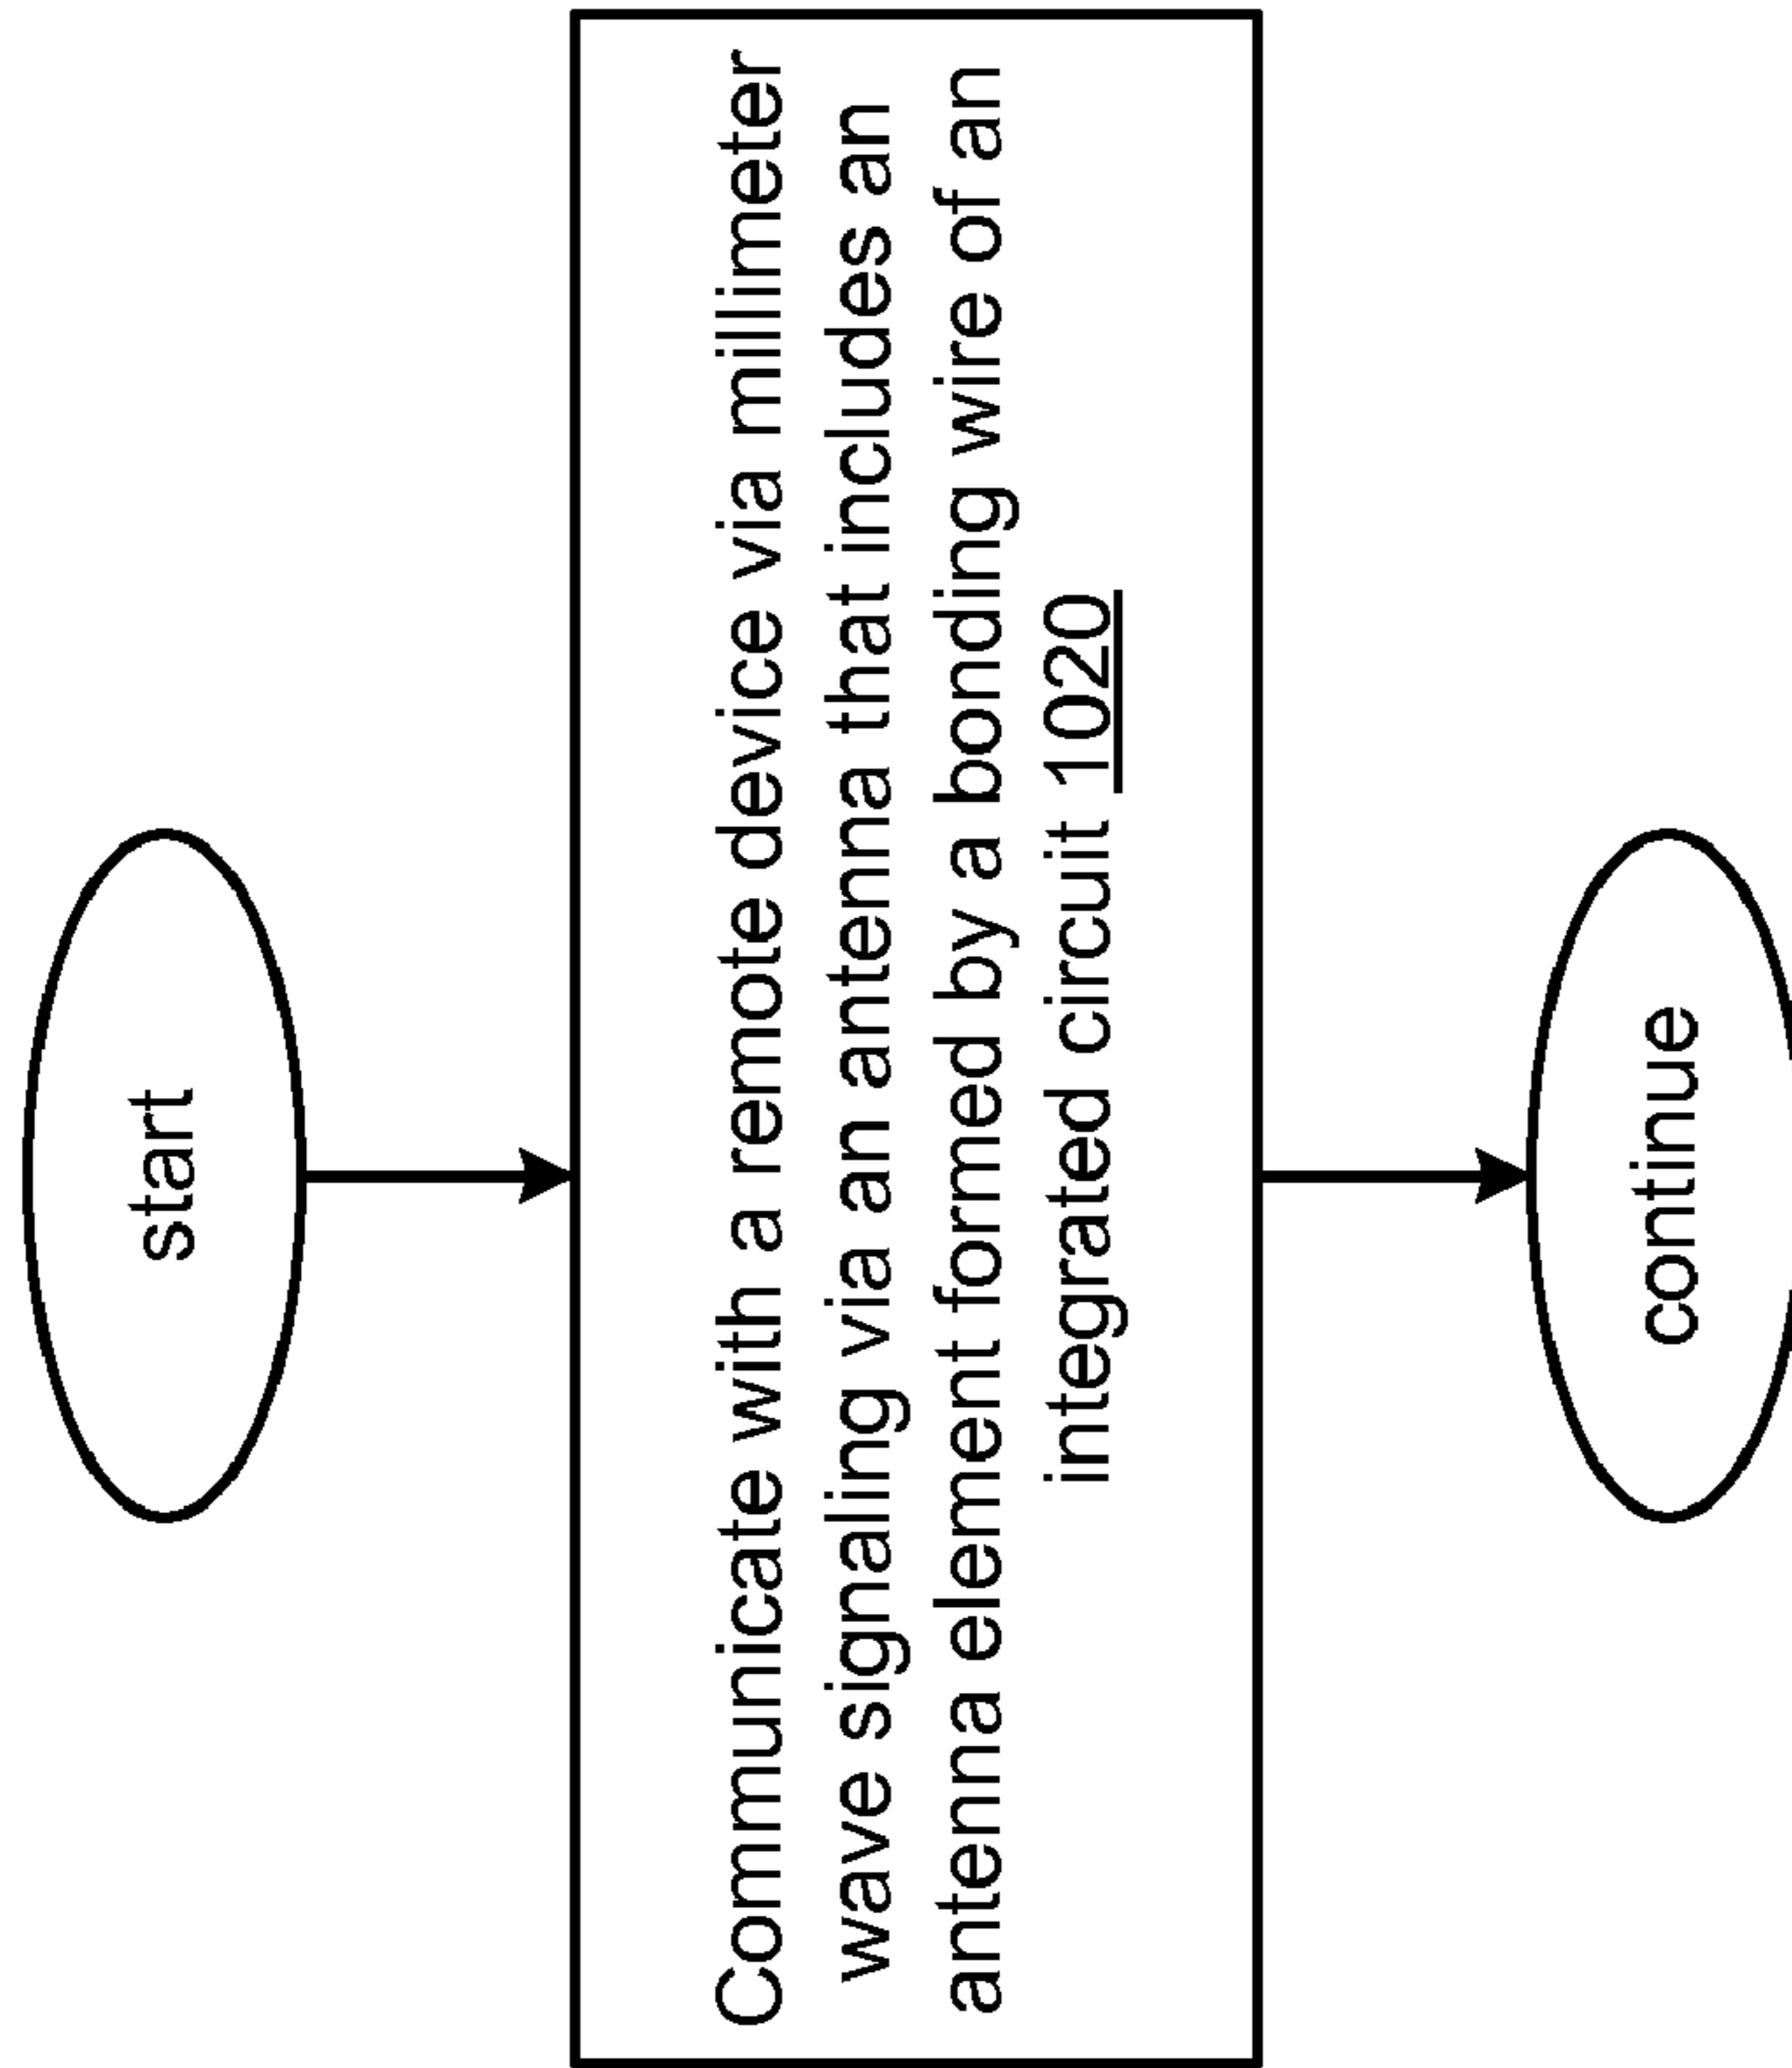 start
Communicate with a remote device via millimeter
wave signaling via an antenna that includes an
antenna element formed by a bonding wire of an
integrated circuit 1020
continue